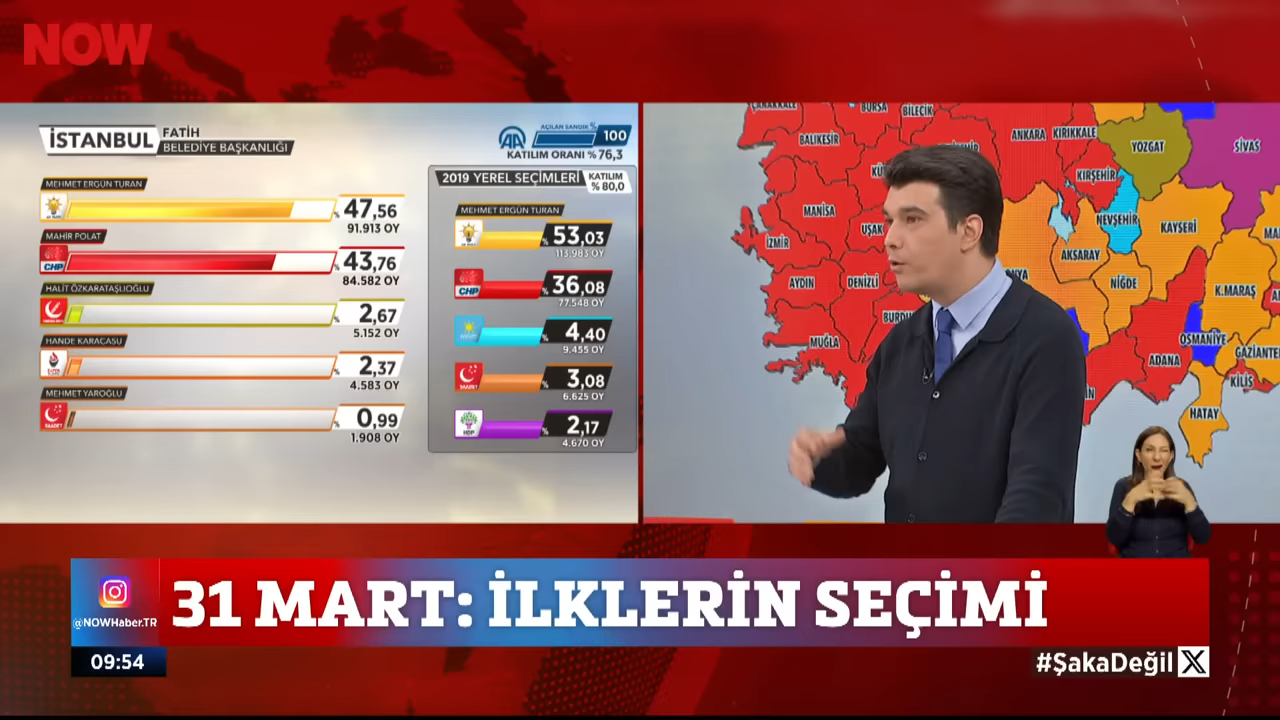 NOW
İSTANBUL
FATİH
BELEDİYE BAŞKANLIĞI
AA
AÇILAN SANDIK % 100
KATILIM ORANI % 76,3
MEHMET ERGÜN TURAN
% 47,56
91.913 OY
MAHİR POLAT
CHP
% 43,76
84.582 OY
HALİT ÖZKARATAŞLIOĞLU
% 2,67
5.152 OY
HANDE KARACASU
% 2,37
4.583 OY
MEHMET YAROĞLU
SAADET
% 0,99
1.908 OY
2019 YEREL SEÇİMLERİ
KATILIM
% 80,0
MEHMET ERGÜN TURAN
% 53,03
113.983 OY
CHP
% 36,08
77.548 OY
% 4,40
9.455 OY
SAADET
% 3,08
6.625 OY
HDP
% 2,17
4.670 OY
ÇANAKKALE
BURSA
BİLECİK
BALIKESİR
ANKARA
KIRIKKALE
YOZGAT
SİVAS
KIRŞEHİR
MANİSA
UŞAK
NEVŞEHİR
KAYSERİ
İZMİR
AKSARAY
AYDIN
DENİZLİ
NİĞDE
K.MARAŞ
BURDU
MUĞLA
OSMANİYE
ADANA
GAZİANTE
KİLİS
HATAY
@NOWHaber.TR
31 MART: İLKLERİN SEÇİMİ
09:54
#ŞakaDeğil X